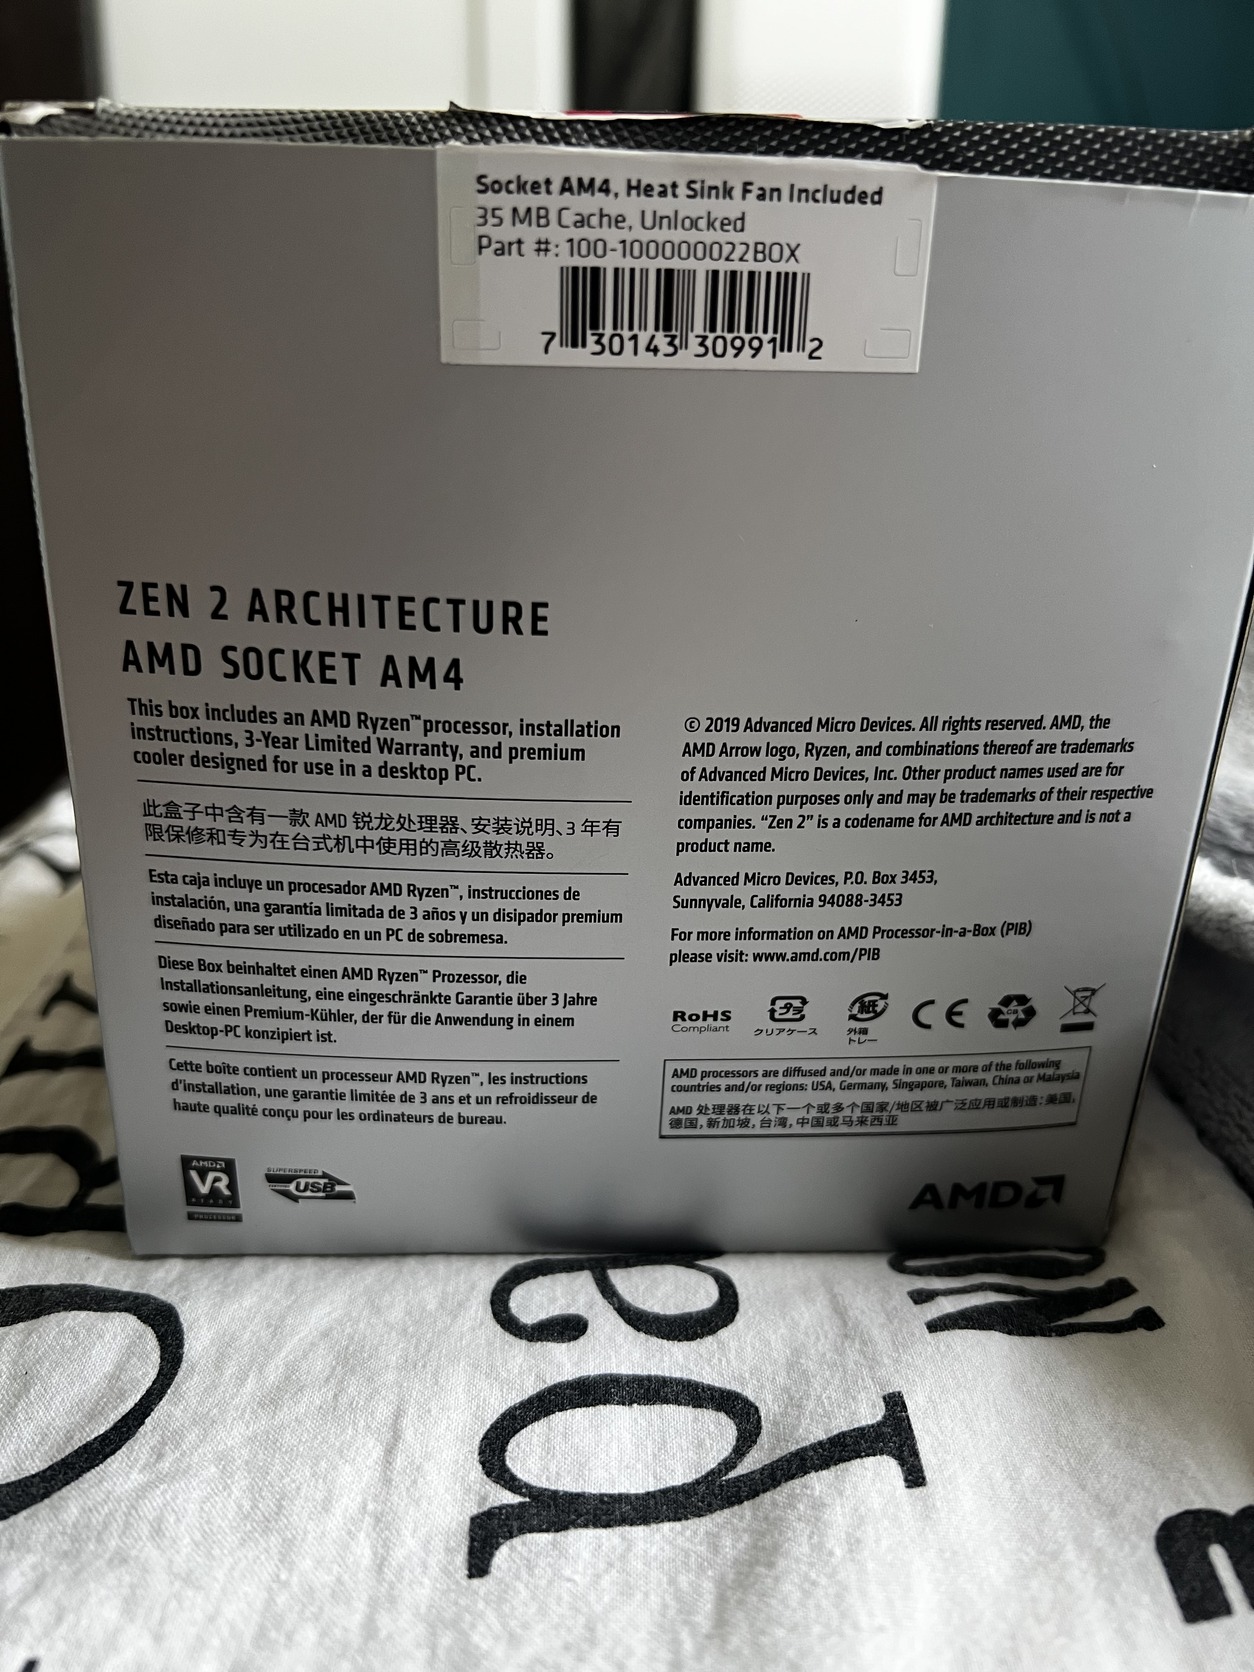 Socket AM4, Heat Sink Fan Included
35 MB Cache, Unlocked
Part #: 100-100000022BOX
7 30143 30991 2
ZEN 2 ARCHITECTURE
AMD SOCKET AM4
This box includes an AMD Ryzen™ processor, installation
instructions, 3-Year Limited Warranty, and premium
cooler designed for use in a desktop PC.
此盒子中含有一款 AMD 锐龙处理器、安装说明、3 年有
限保修和专为在台式机中使用的高级散热器。
Esta caja incluye un procesador AMD Ryzen™, instrucciones de
instalación, una garantía limitada de 3 años y un disipador premium
diseñado para ser utilizado en un PC de sobremesa.
Diese Box beinhaltet einen AMD Ryzen™ Prozessor, die
Installationsanleitung, eine eingeschränkte Garantie über 3 Jahre
sowie einen Premium-Kühler, der für die Anwendung in einem
Desktop-PC konzipiert ist.
Cette boîte contient un processeur AMD Ryzen™, les instructions
d'installation, une garantie limitée de 3 ans et un refroidisseur de
haute qualité conçu pour les ordinateurs de bureau.
AMD
VR
READY
PROCESSOR
SUPERSPEED
USB
© 2019 Advanced Micro Devices. All rights reserved. AMD, the
AMD Arrow logo, Ryzen, and combinations thereof are trademarks
of Advanced Micro Devices, Inc. Other product names used are for
identification purposes only and may be trademarks of their respective
companies. “Zen 2” is a codename for AMD architecture and is not a
product name.
Advanced Micro Devices, P.O. Box 3453,
Sunnyvale, California 94088-3453
For more information on AMD Processor-in-a-Box (PIB)
please visit: www.amd.com/PIB
RoHS
Compliant
プラ
クリアケース
紙
外箱
トレー
CE
AMD processors are diffused and/or made in one or more of the following
countries and/or regions: USA, Germany, Singapore, Taiwan, China or Malaysia
AMD 处理器在以下一个或多个国家/地区被广泛应用或制造：美国，
德国，新加坡，台湾，中国或马来西亚
AMD